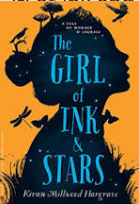 A TALE
OF WONDER
& COURAGE
The
GIRL
of
INK
&
STARS
Kiran Millwood Hargrave